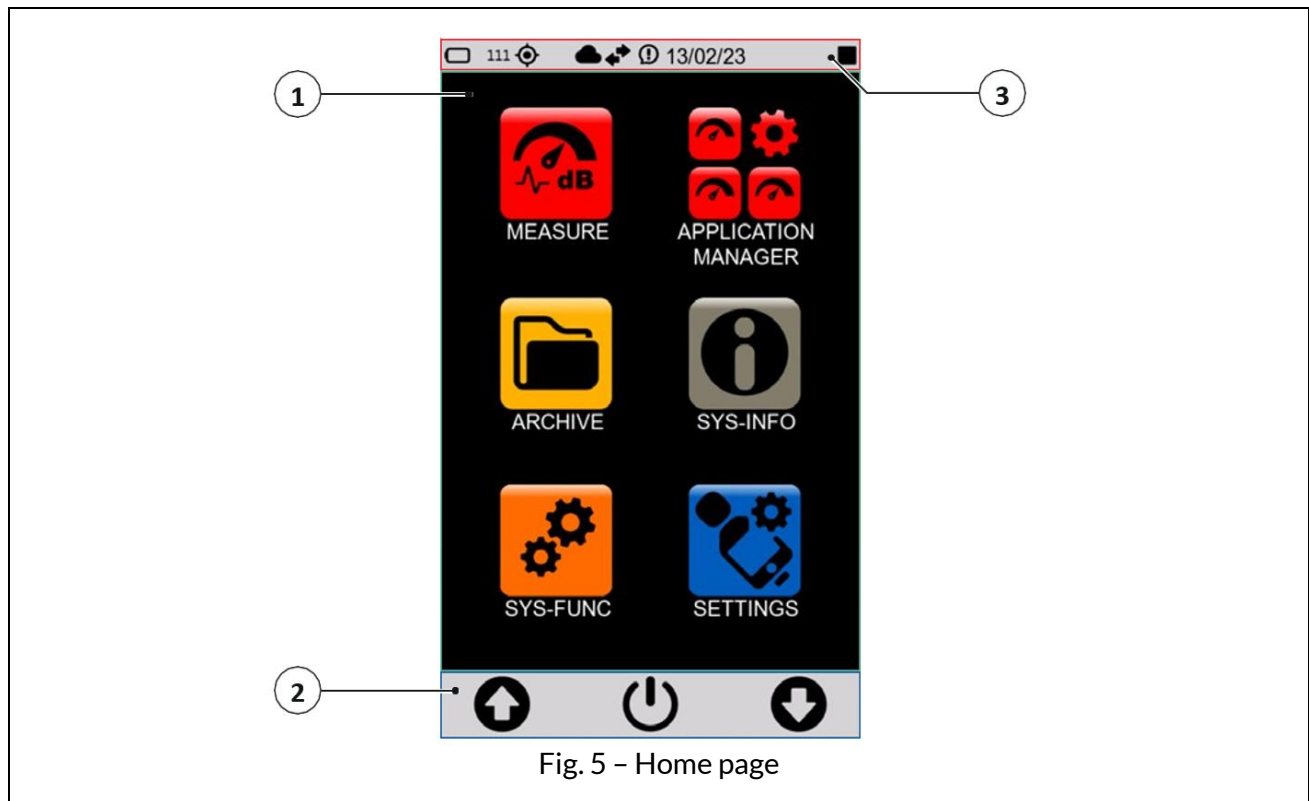 111 13/02/23
1
3
dB
MEASURE
APPLICATION
MANAGER
ARCHIVE
SYS-INFO
SYS-FUNC
SETTINGS
2
Fig. 5 – Home page